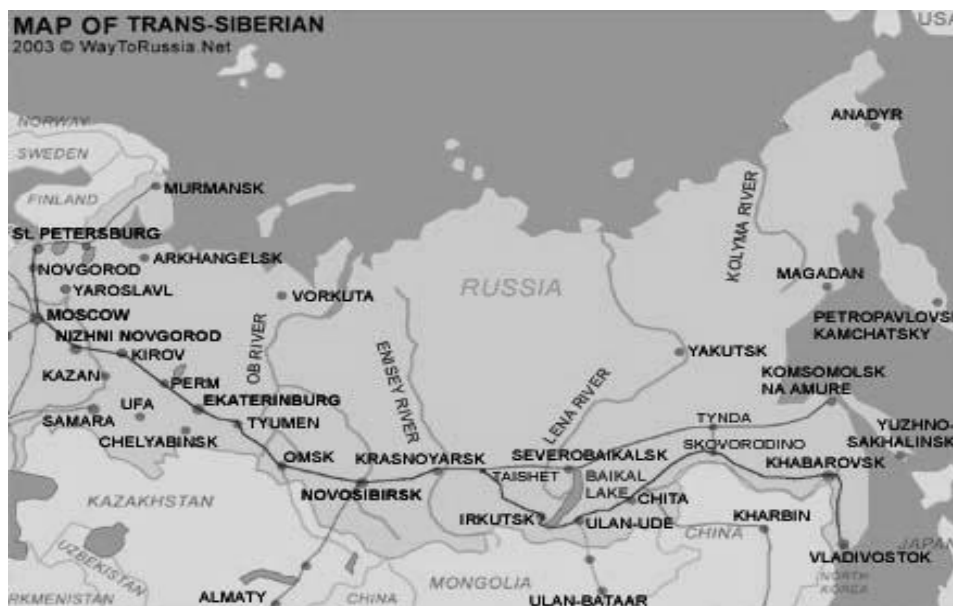 MAP OF TRANS-SIBERIAN
2003 © WayToRussia.Net
USA
ANADYR
NORWAY
SWEDEN
FINLAND
MURMANSK
KOLYMA RIVER
St. PETERSBURG
ARKHANGELSK
NOVGOROD
YAROSLAVL
VORKUTA
RUSSIA
MAGADAN
MOSCOW
PETROPAVLOVSK
KAMCHATSKY
NIZHNI NOVGOROD
KIROV
OB RIVER
ENISEY RIVER
YAKUTSK
KAZAN
PERM
KOMSOMOLSK
NA AMURE
EKATERINBURG
LENA RIVER
SAMARA
UFA
TYUMEN
TYNDA
YUZHNO-
SAKHALINSK
CHELYABINSK
SKOVORODINO
OMSK
KRASNOYARSK
SEVEROBAIKALSK
TAISHET
BAIKAL
LAKE
KHABAROVSK
KAZAKHSTAN
NOVOSIBIRSK
CHITA
IRKUTSK
ULAN-UDE
CHINA
KHARBIN
UZBEKISTAN
VLADIVOSTOK
JAPAN
MONGOLIA
NORTH
KOREA
RKMENISTAN
ALMATY
CHINA
ULAN-BATAAR